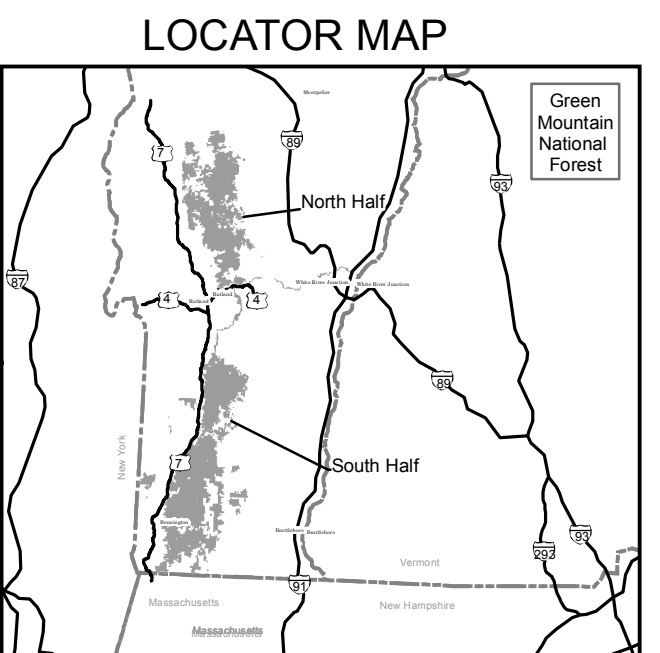 LOCATOR MAP
Montpelier
Green
Mountain
National
Forest
89
7
93
North Half
87
White River Junction
White River Junction
Rutland
Rutland
4
4
89
New York
7
South Half
Bennington
Brattleboro
Brattleboro
93
293
Vermont
91
Massachusetts
New Hampshire
Massachusetts
Massachusetts